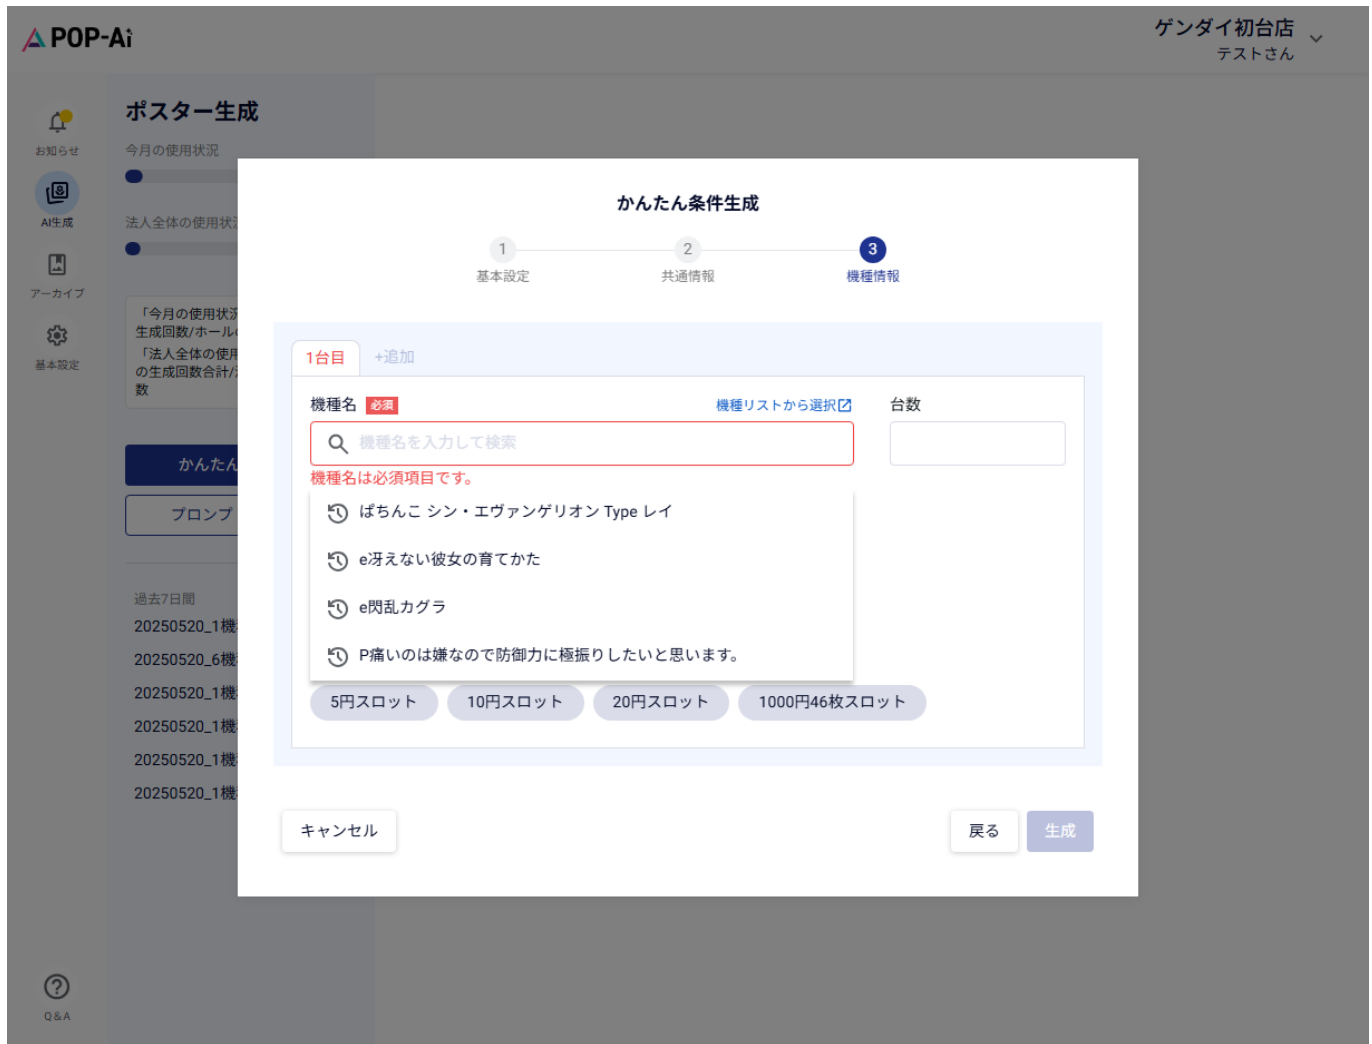 POP-Ai
ゲンダイ初台店
テストさん
お知らせ
AI生成
アーカイブ
基本設定
Q&A
ポスター生成
今月の使用状況
法人全体の使用状
「今月の使用状況
生成回数/ホール
「法人全体の使用
の生成回数合計/
数
かんたん
プロンプ
過去7日間
20250520_1機
20250520_6機
20250520_1機
20250520_1機
20250520_1機
20250520_1機
かんたん条件生成
1
2
3
基本設定
共通情報
機種情報
1台目
+追加
機種名 必須
機種リストから選択
台数
機種名を入力して検索
機種名は必須項目です。
ぱちんこ シン・エヴァンゲリオン Type レイ
e冴えない彼女の育てかた
e閃乱カグラ
P痛いのは嫌なので防御力に極振りしたいと思います。
5円スロット
10円スロット
20円スロット
1000円46枚スロット
キャンセル
戻る
生成